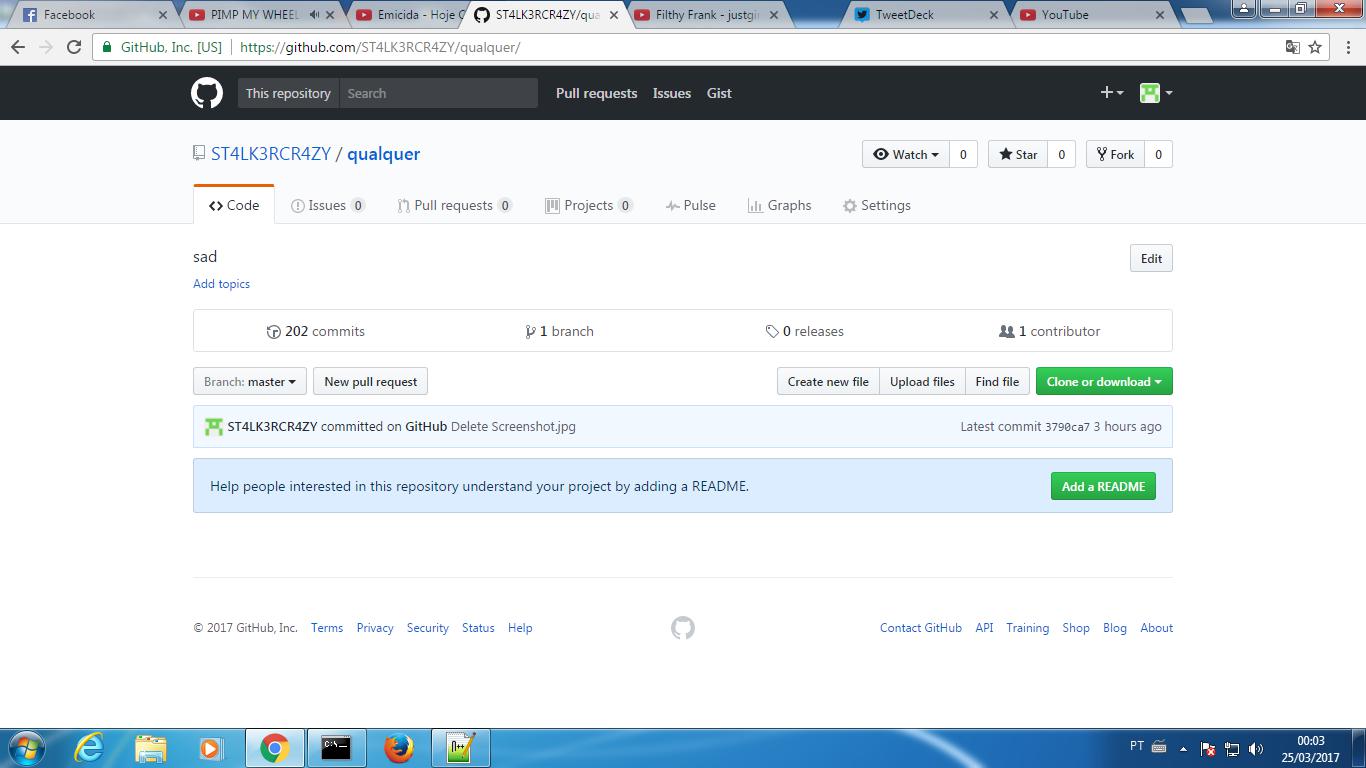 Facebook PIMP MY WHEEL Emicida - Hoje ST4LK3RCR4ZY/qua Filthy Frank - justgi TweetDeck YouTube
GitHub, Inc. [US] https://github.com/ST4LK3RCR4ZY/qualquer/
This repository Search Pull requests Issues Gist
ST4LK3RCR4ZY / qualquer Watch 0 Star 0 Fork 0
Code Issues 0 Pull requests 0 Projects 0 Pulse Graphs Settings
sad Edit
Add topics
202 commits 1 branch 0 releases 1 contributor
Branch: master New pull request Create new file Upload files Find file Clone or download
ST4LK3RCR4ZY committed on GitHub Delete Screenshot.jpg Latest commit 3790ca7 3 hours ago
Help people interested in this repository understand your project by adding a README. Add a README
© 2017 GitHub, Inc. Terms Privacy Security Status Help Contact GitHub API Training Shop Blog About
PT 00:03
25/03/2017